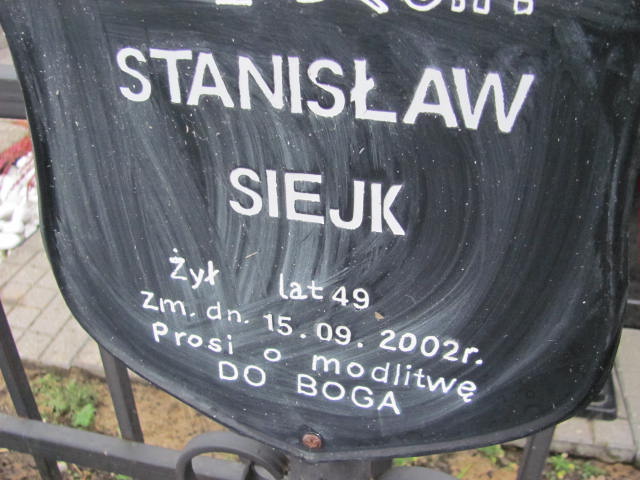 STANISŁAW
SIEJK
Żył lat 49
Zm. dn. 15.09.2002r.
Prosi o modlitwę
DO BOGA